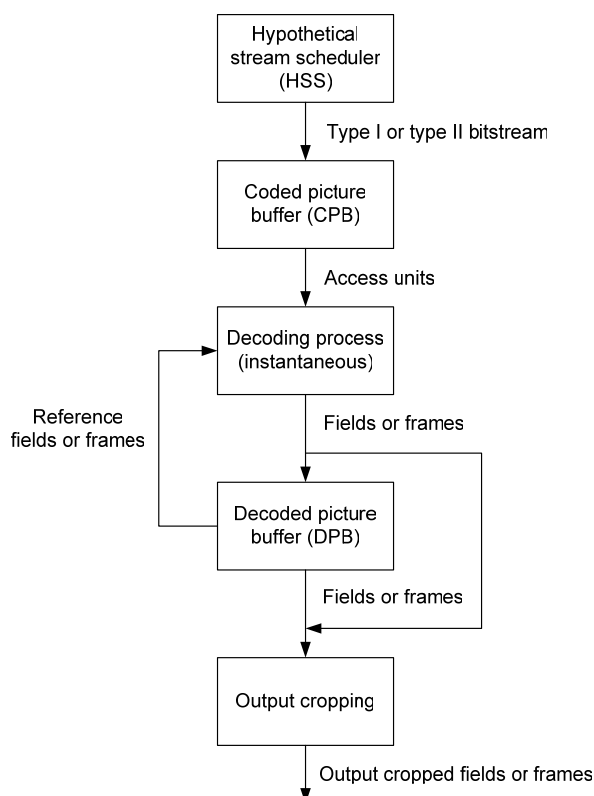 Hypothetical
stream scheduler
(HSS)
Type I or type II bitstream
Coded picture
buffer (CPB)
Access units
Decoding process
(instantaneous)
Reference
fields or frames
Fields or frames
Decoded picture
buffer (DPB)
Fields or frames
Output cropping
Output cropped fields or frames